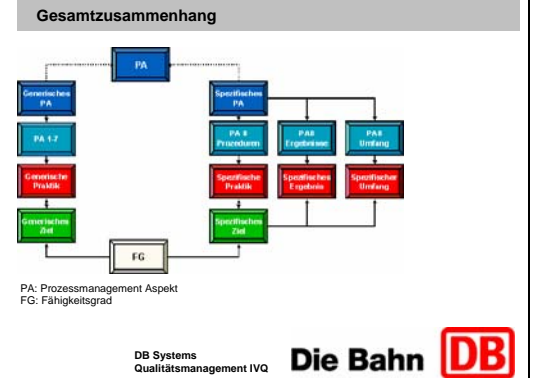 Gesamtzusammenhang
PA
Generisches
PA
Spezifisches
PA
PA 1-7
PA 8
Prozeduren
PA8
Ergebnisse
PA8
Umfang
Generische
Praktik
Spezifische
Praktik
Spezifisches
Ergebnis
Spezifischer
Umfang
Generisches
Ziel
Spezifisches
Ziel
FG
PA: Prozessmanagement Aspekt
FG: Fähigkeitsgrad
DB Systems
Qualitätsmanagement IVQ
Die Bahn DB